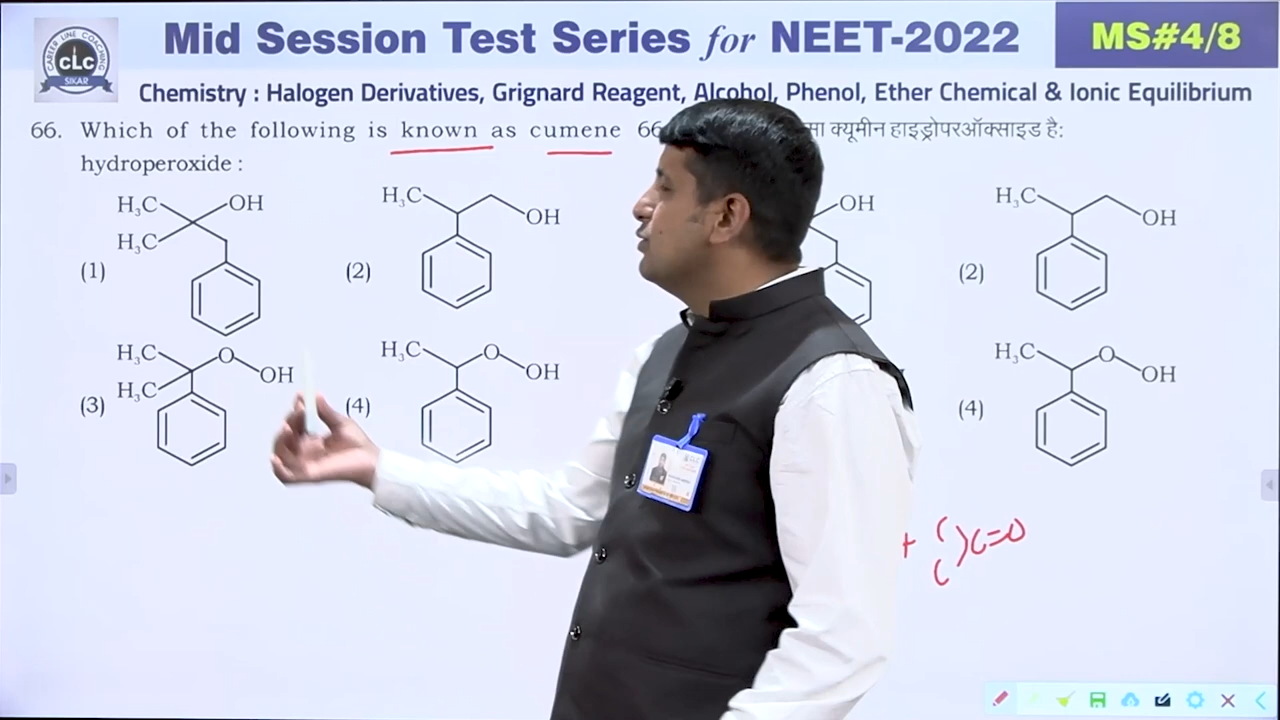 CAREER LINE COACHING
CLC
SIKAR
Mid Session Test Series for NEET-2022
MS#4/8
Chemistry : Halogen Derivatives, Grignard Reagent, Alcohol, Phenol, Ether Chemical & Ionic Equilibrium
66. Which of the following is known as cumene
hydroperoxide :
H₃C
OH
H₃C
(1)
H₃C
OH
(2)
H₃C
O
OH
H₃C
(3)
H₃C
O
OH
(4)
66
क्यूमीन हाइड्रोपरऑक्साइड है:
OH
H₃C
OH
(2)
H₃C
O
OH
(4)
+ C C C=O
CLC